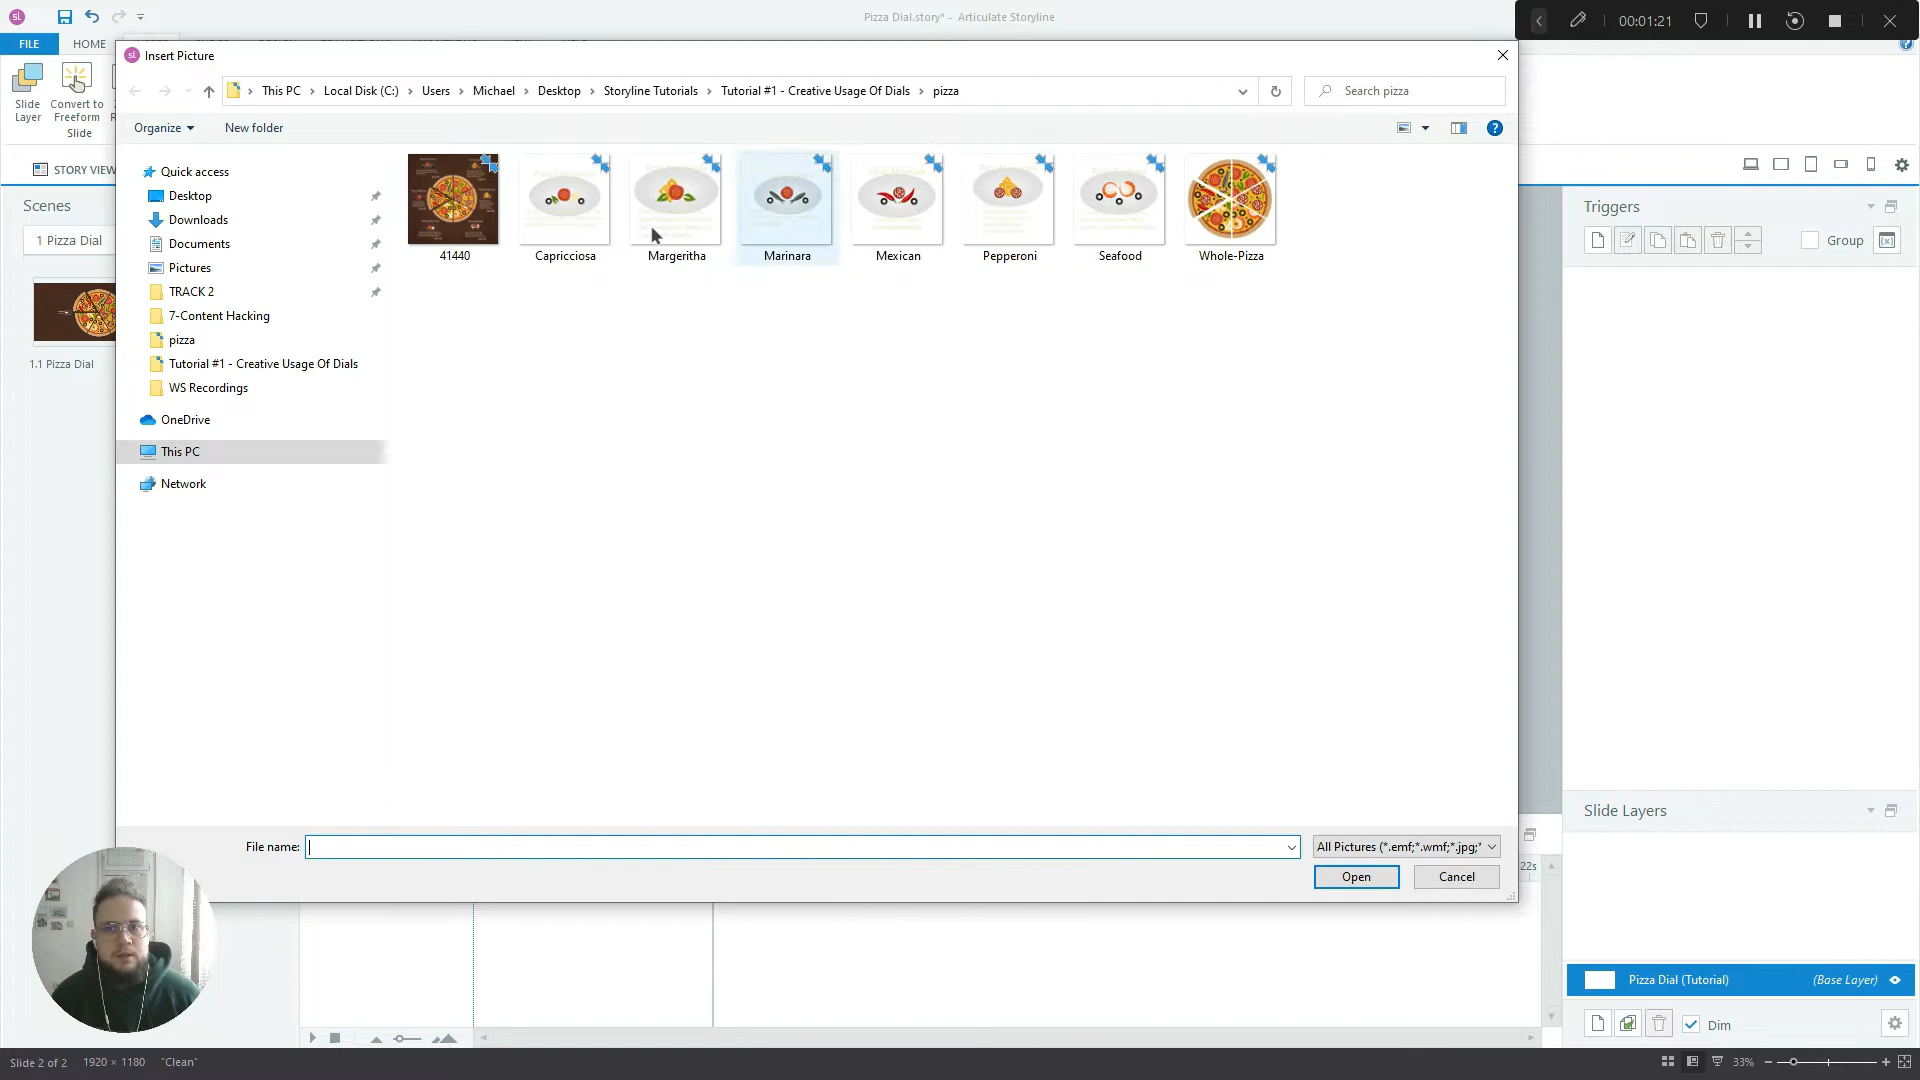 sl
Pizza Dial.story* - Articulate Storyline
00:01:21
FILE
HOME
Slide
Layer
Convert to
Freeform
Slide
STORY VIEW
Scenes
1 Pizza Dial
1.1 Pizza Dial
sl Insert Picture
This PC > Local Disk (C:) > Users > Michael > Desktop > Storyline Tutorials > Tutorial #1 - Creative Usage Of Dials > pizza
Search pizza
Organize
New folder
?
Quick access
Desktop
Downloads
Documents
Pictures
TRACK 2
7-Content Hacking
pizza
Tutorial #1 - Creative Usage Of Dials
WS Recordings
OneDrive
This PC
Network
41440
Capricciosa
Margeritha
Marinara
Mexican
Pepperoni
Seafood
Whole-Pizza
File name:
All Pictures (*.emf;*.wmf;*.jpg;*
Open
Cancel
Triggers
Group
(x)
Slide Layers
22s
Pizza Dial (Tutorial)
(Base Layer)
Dim
Slide 2 of 2
1920 × 1180
"Clean"
33%